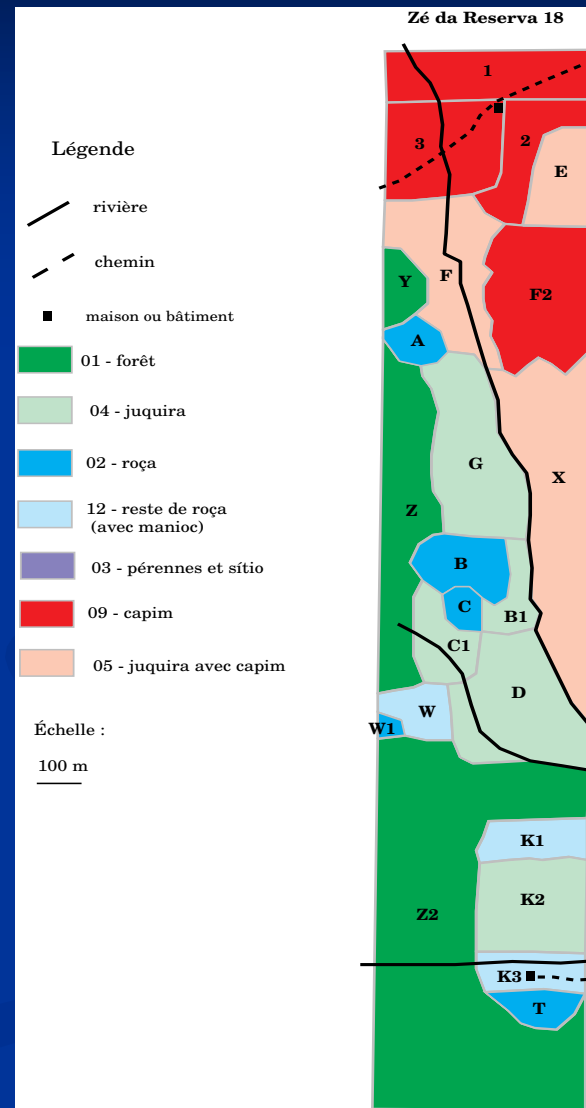 Zé da Reserva 18
Légende
rivière
chemin
maison ou bâtiment
01 - forêt
04 - juquira
02 - roça
12 - reste de roça
(avec manioc)
03 - pérennes et sítio
09 - capim
05 - juquira avec capim
Échelle :
100 m
1
3
2
E
Y
F
F2
A
G
X
Z
B
C
B1
C1
D
W
W1
K1
K2
Z2
K3
T